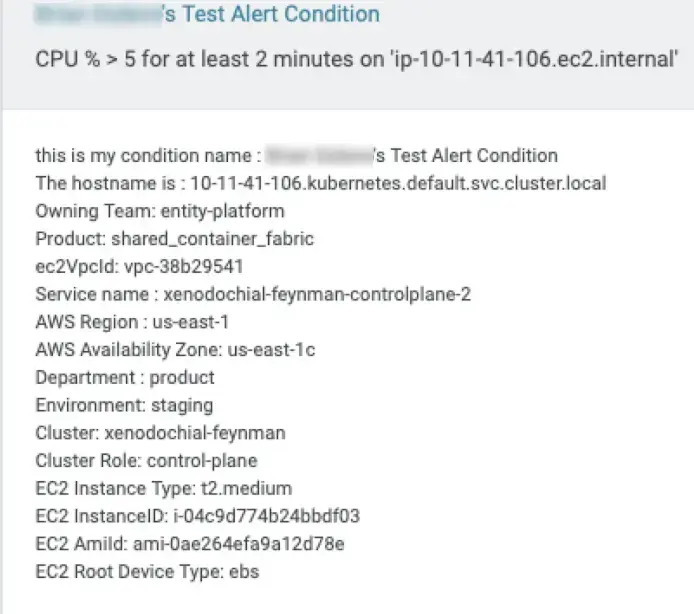 's Test Alert Condition
CPU % > 5 for at least 2 minutes on 'ip-10-11-41-106.ec2.internal'
this is my condition name : 's Test Alert Condition
The hostname is : 10-11-41-106.kubernetes.default.svc.cluster.local
Owning Team: entity-platform
Product: shared_container_fabric
ec2VpcId: vpc-38b29541
Service name : xenodochial-feynman-controlplane-2
AWS Region : us-east-1
AWS Availability Zone: us-east-1c
Department : product
Environment: staging
Cluster: xenodochial-feynman
Cluster Role: control-plane
EC2 Instance Type: t2.medium
EC2 InstanceID: i-04c9d774b24bbdf03
EC2 AmiId: ami-0ae264efa9a12d78e
EC2 Root Device Type: ebs